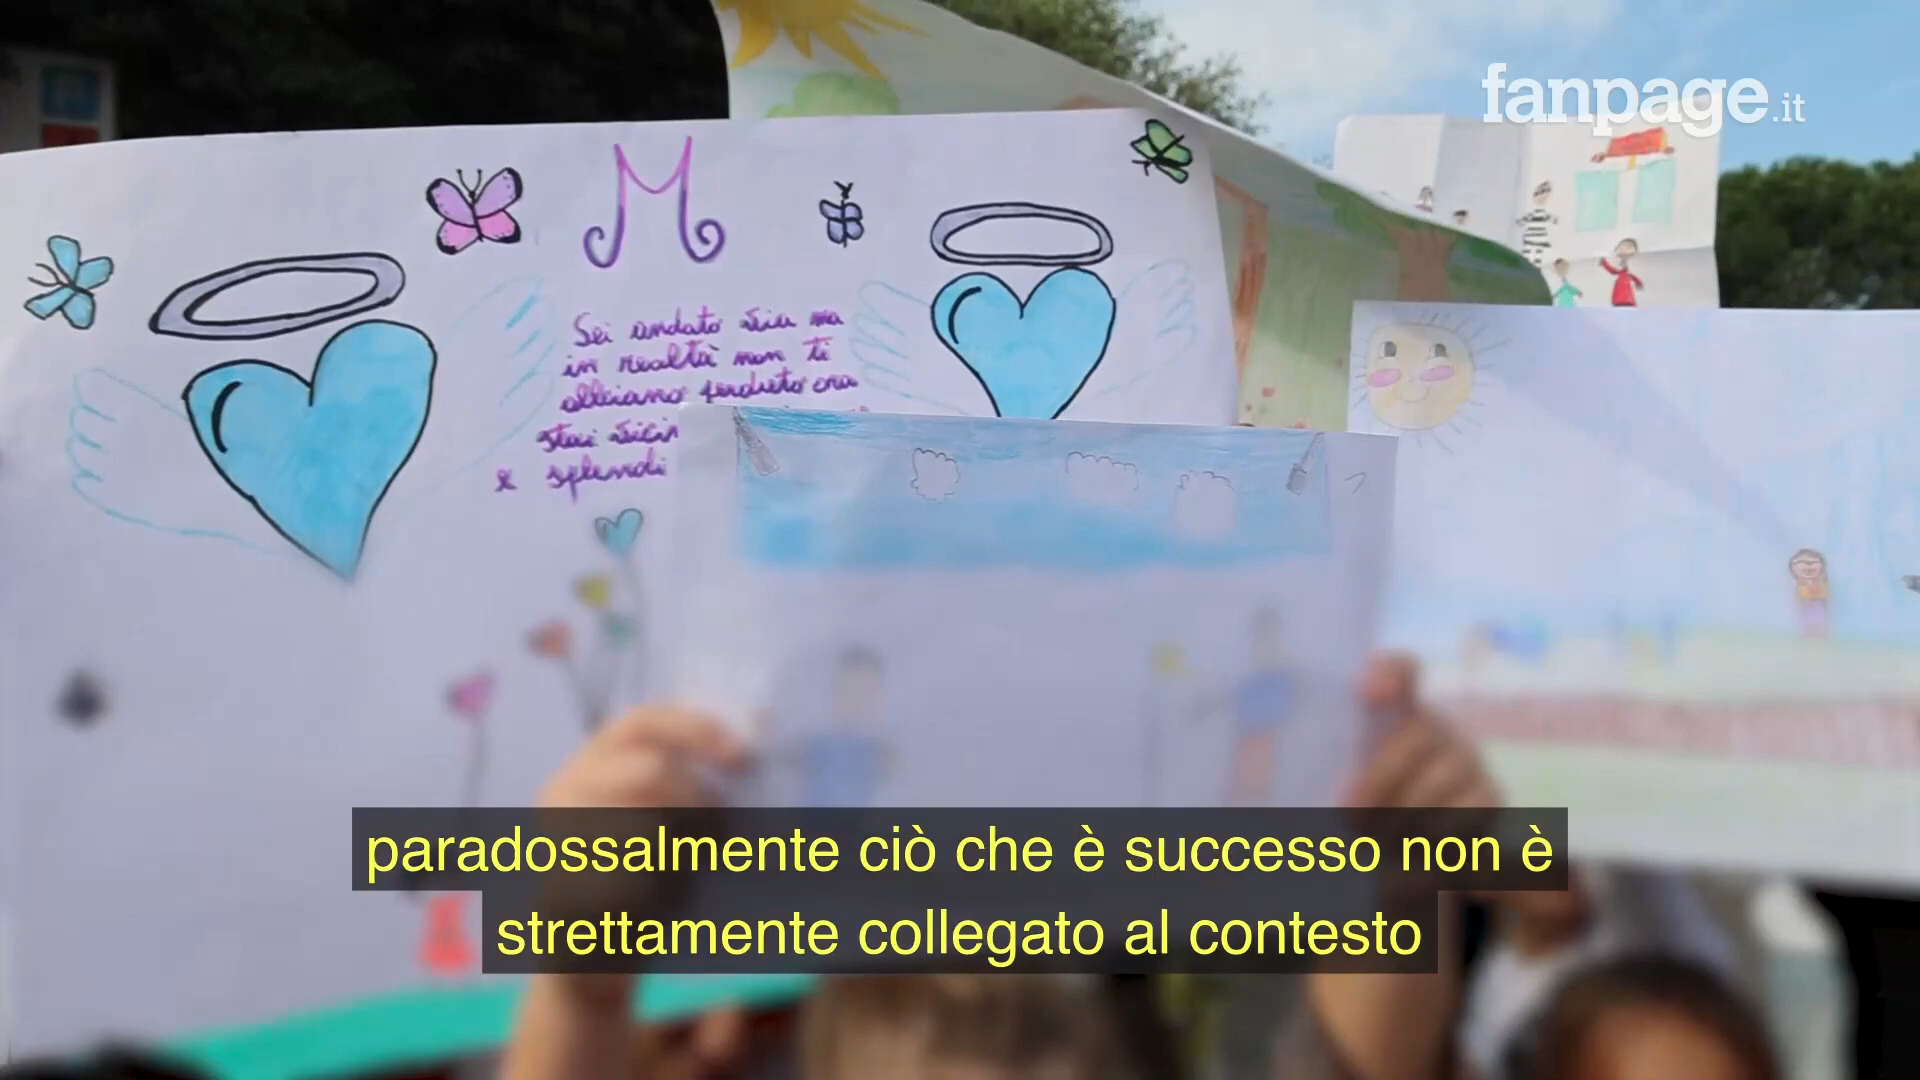 fanpage.it
M
Sei andato via ma
in realtà non ti
abbiamo perduto ora
stai
e splendi
paradossalmente ciò che è successo non è
strettamente collegato al contesto